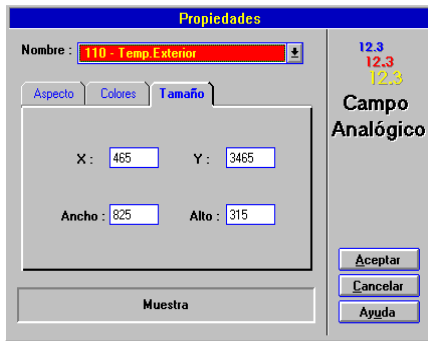 Propiedades
Nombre : 110 - Temp.Exterior
Aspecto Colores Tamaño
X : 465 Y : 3465
Ancho : 825 Alto : 315
Muestra
12.3
12.3
12.3
Campo
Analógico
Aceptar
Cancelar
Ayuda